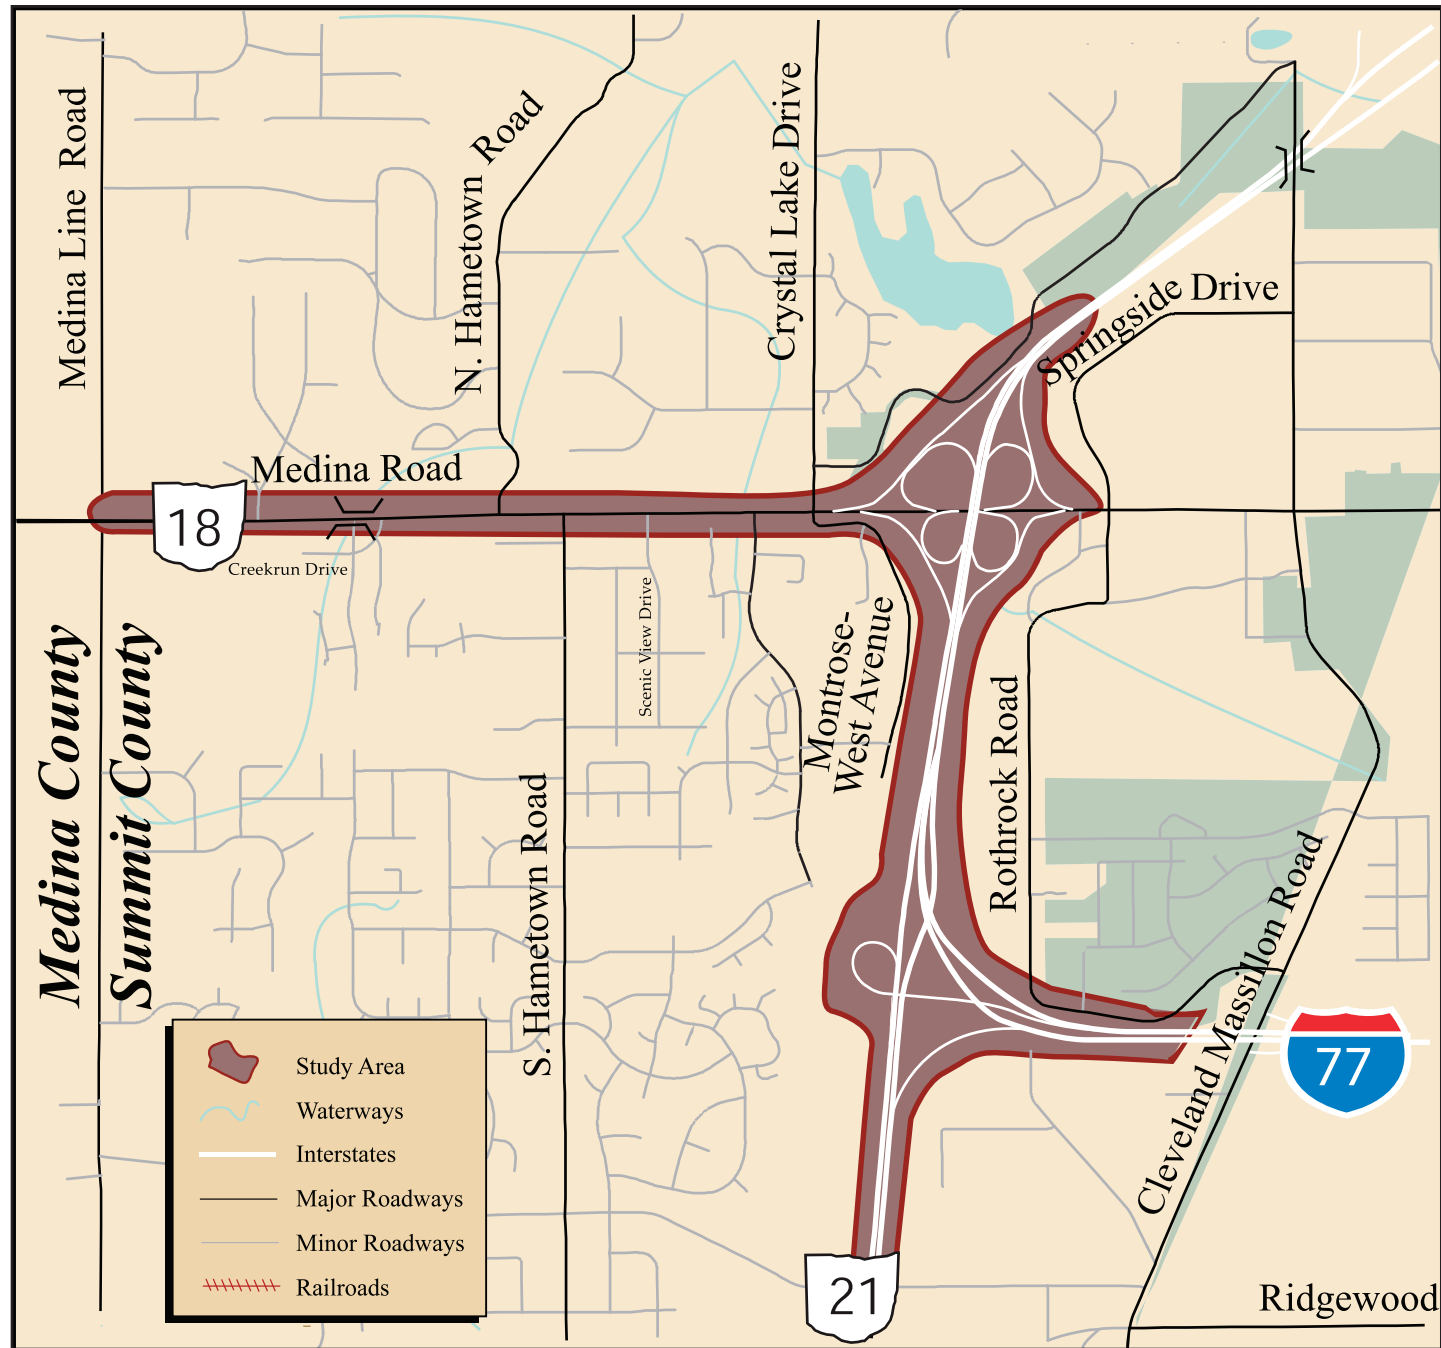 Medina Line Road
N. Hametown Road
Crystal Lake Drive
Springside Drive
Medina Road
18
Creekrun Drive
Scenic View Drive
Montrose-
West Avenue
Rothrock Road
Medina County
Summit County
S. Hametown Road
Cleveland Massillon Road
77
21
Ridgewood
Study Area
Waterways
Interstates
Major Roadways
Minor Roadways
Railroads